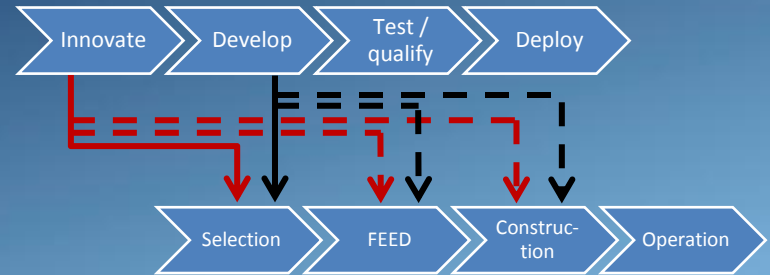 Innovate
Develop
Test /
qualify
Deploy
Selection
FEED
Construc-
tion
Operation